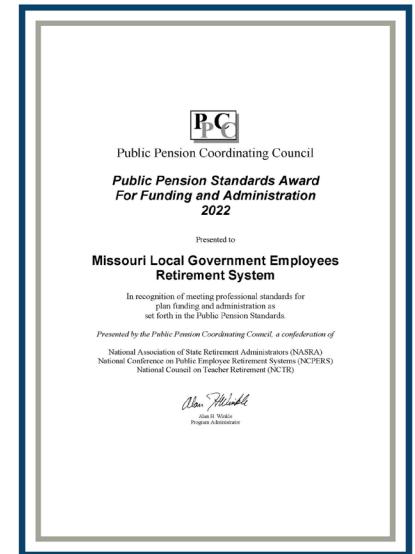 PPCC
Public Pension Coordinating Council
Public Pension Standards Award
For Funding and Administration
2022
Presented to
Missouri Local Government Employees
Retirement System
In recognition of meeting professional standards for
plan funding and administration as
set forth in the Public Pension Standards.
Presented by the Public Pension Coordinating Council, a confederation of
National Association of State Retirement Administrators (NASRA)
National Conference on Public Employee Retirement Systems (NCPERS)
National Council on Teacher Retirement (NCTR)
Alan H. Winkle
Alan H. Winkle
Program Administrator